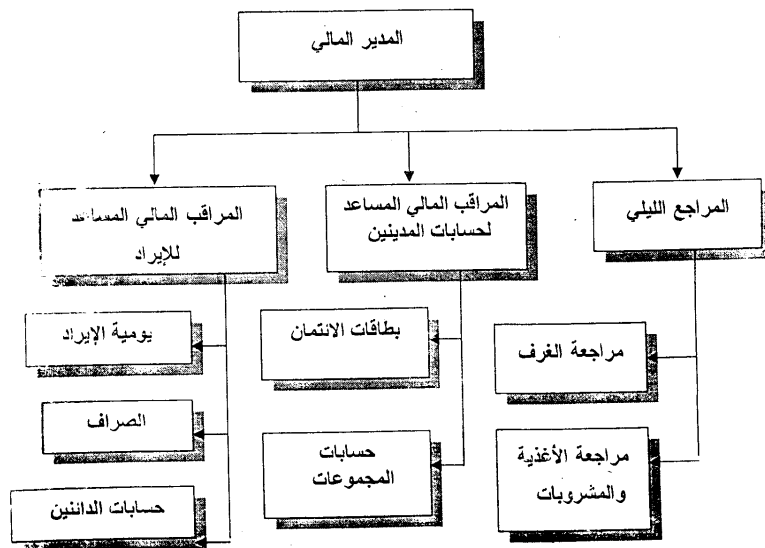 المدير المالي
المراجع الليلي
المراقب المالي المساعد
لحسابات المدينين
المراقب المالي المساعد
للإيراد
مراجعة الغرف
مراجعة الأغذية
والمشروبات
بطاقات الائتمان
حسابات
المجموعات
يومية الإيراد
الصراف
حسابات الدائنين